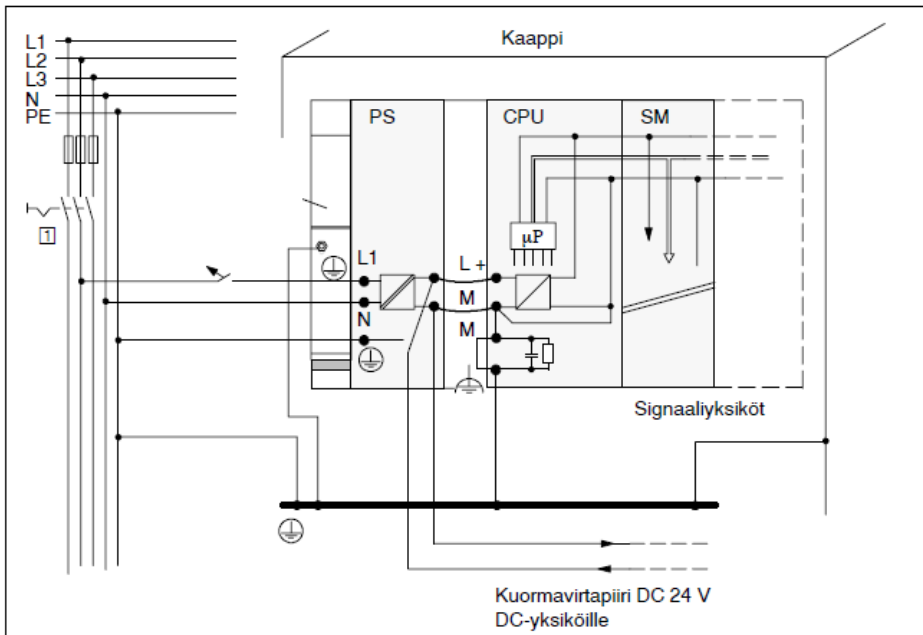 L1
L2
L3
N
PE
Kaappi
PS
CPU
SM
µP
1
L1
L +
M
N
M
Signaaliyksiköt
Kuormavirtapiiri DC 24 V
DC-yksiköille